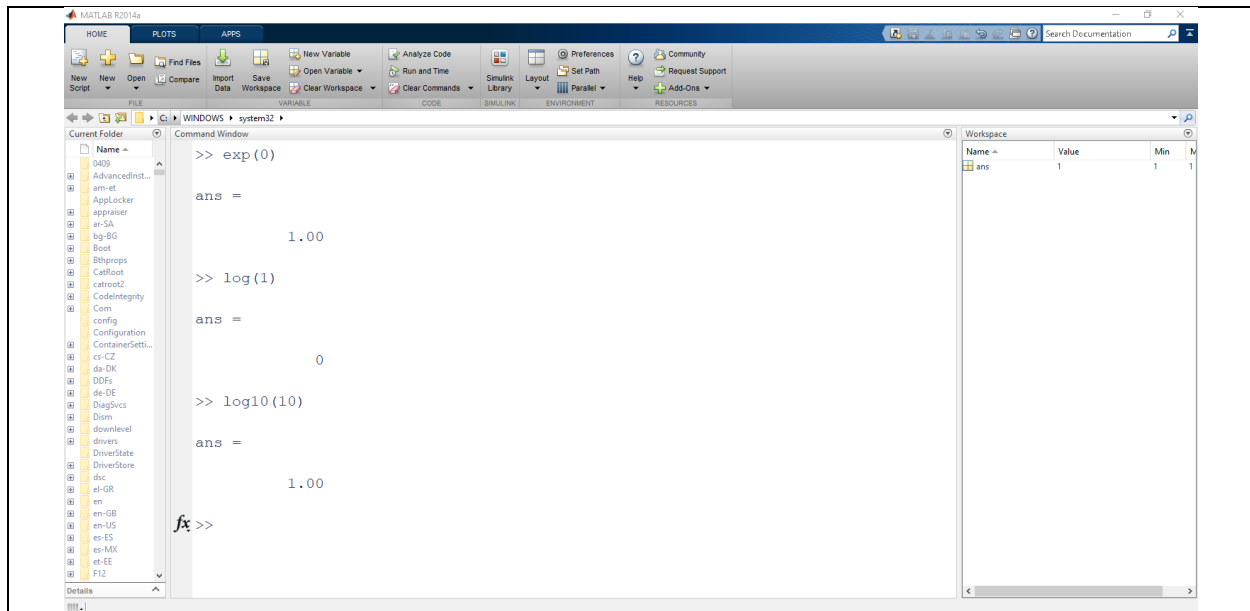 MATLAB R2014a
HOME PLOTS APPS
Search Documentation
New Script
New
Open
Find Files
Compare
Import Data
Save Workspace
New Variable
Open Variable
Clear Workspace
Analyze Code
Run and Time
Clear Commands
Simulink Library
Layout
Preferences
Set Path
Parallel
Help
Community
Request Support
Add-Ons
FILE VARIABLE CODE SIMULINK ENVIRONMENT RESOURCES
C: WINDOWS system32
Current Folder
Name
0409
AdvancedInst...
am-et
AppLocker
appraiser
ar-SA
bg-BG
Boot
Bthprops
CatRoot
catroot2
CodeIntegrity
Com
config
Configuration
ContainerSetti...
cs-CZ
da-DK
DDFs
de-DE
DiagSvcs
Dism
downlevel
drivers
DriverState
DriverStore
dsc
el-GR
en
en-GB
en-US
es-ES
es-MX
et-EE
F12
Details
Command Window
>> exp(0)
ans =
1.00
>> log(1)
ans =
0
>> log10(10)
ans =
1.00
fx >>
Workspace
Name Value Min M
ans 1 1 1